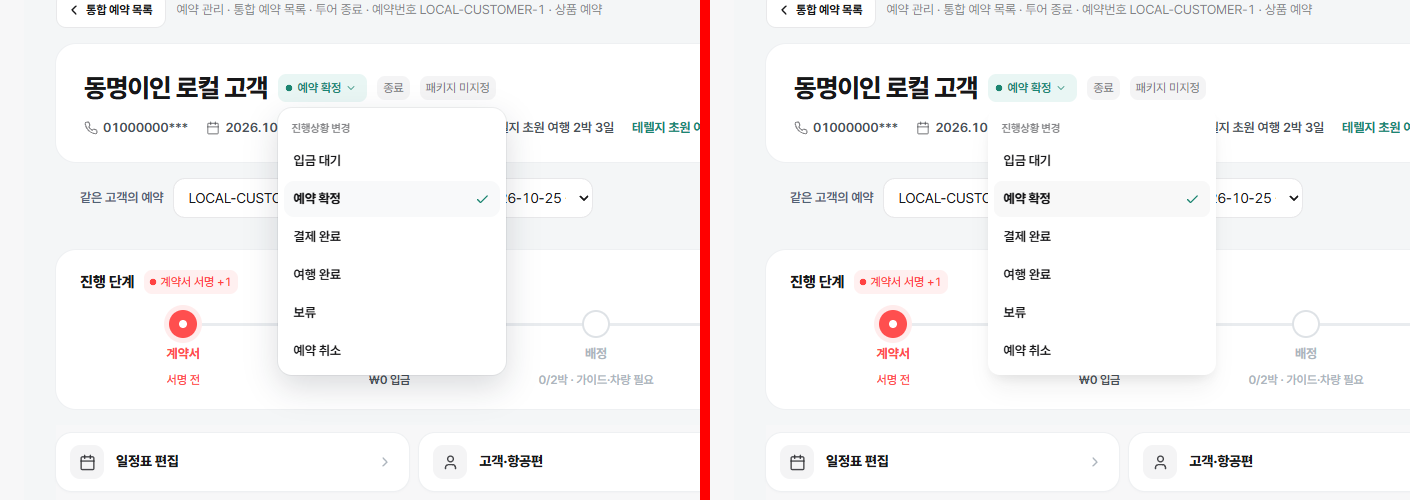 통합 예약 목록 예약 관리 · 통합 예약 목록 · 투어 종료 · 예약번호 LOCAL-CUSTOMER-1 · 상품 예약
동명이인 로컬 고객 예약 확정 종료 패키지 미지정
01000000*** 2026.10 지 초원 여행 2박 3일 테렐지 초원
진행상황 변경
입금 대기
같은 고객의 예약 LOCAL-CUSTO 예약 확정 6-10-25
결제 완료
여행 완료
진행 단계 계약서 서명 +1
보류
계약서 예약 취소 배정
서명 전 ₩0 입금 0/2박 · 가이드·차량 필요
일정표 편집 고객·항공편
통합 예약 목록 예약 관리 · 통합 예약 목록 · 투어 종료 · 예약번호 LOCAL-CUSTOMER-1 · 상품 예약
동명이인 로컬 고객 예약 확정 종료 패키지 미지정
01000000*** 2026.10 지 초원 여행 2박 3일 테렐지 초원
진행상황 변경
입금 대기
같은 고객의 예약 LOCAL-CUSTO 예약 확정 6-10-25
결제 완료
여행 완료
진행 단계 계약서 서명 +1
보류
계약서 예약 취소 배정
서명 전 ₩0 입금 0/2박 · 가이드·차량 필요
일정표 편집 고객·항공편